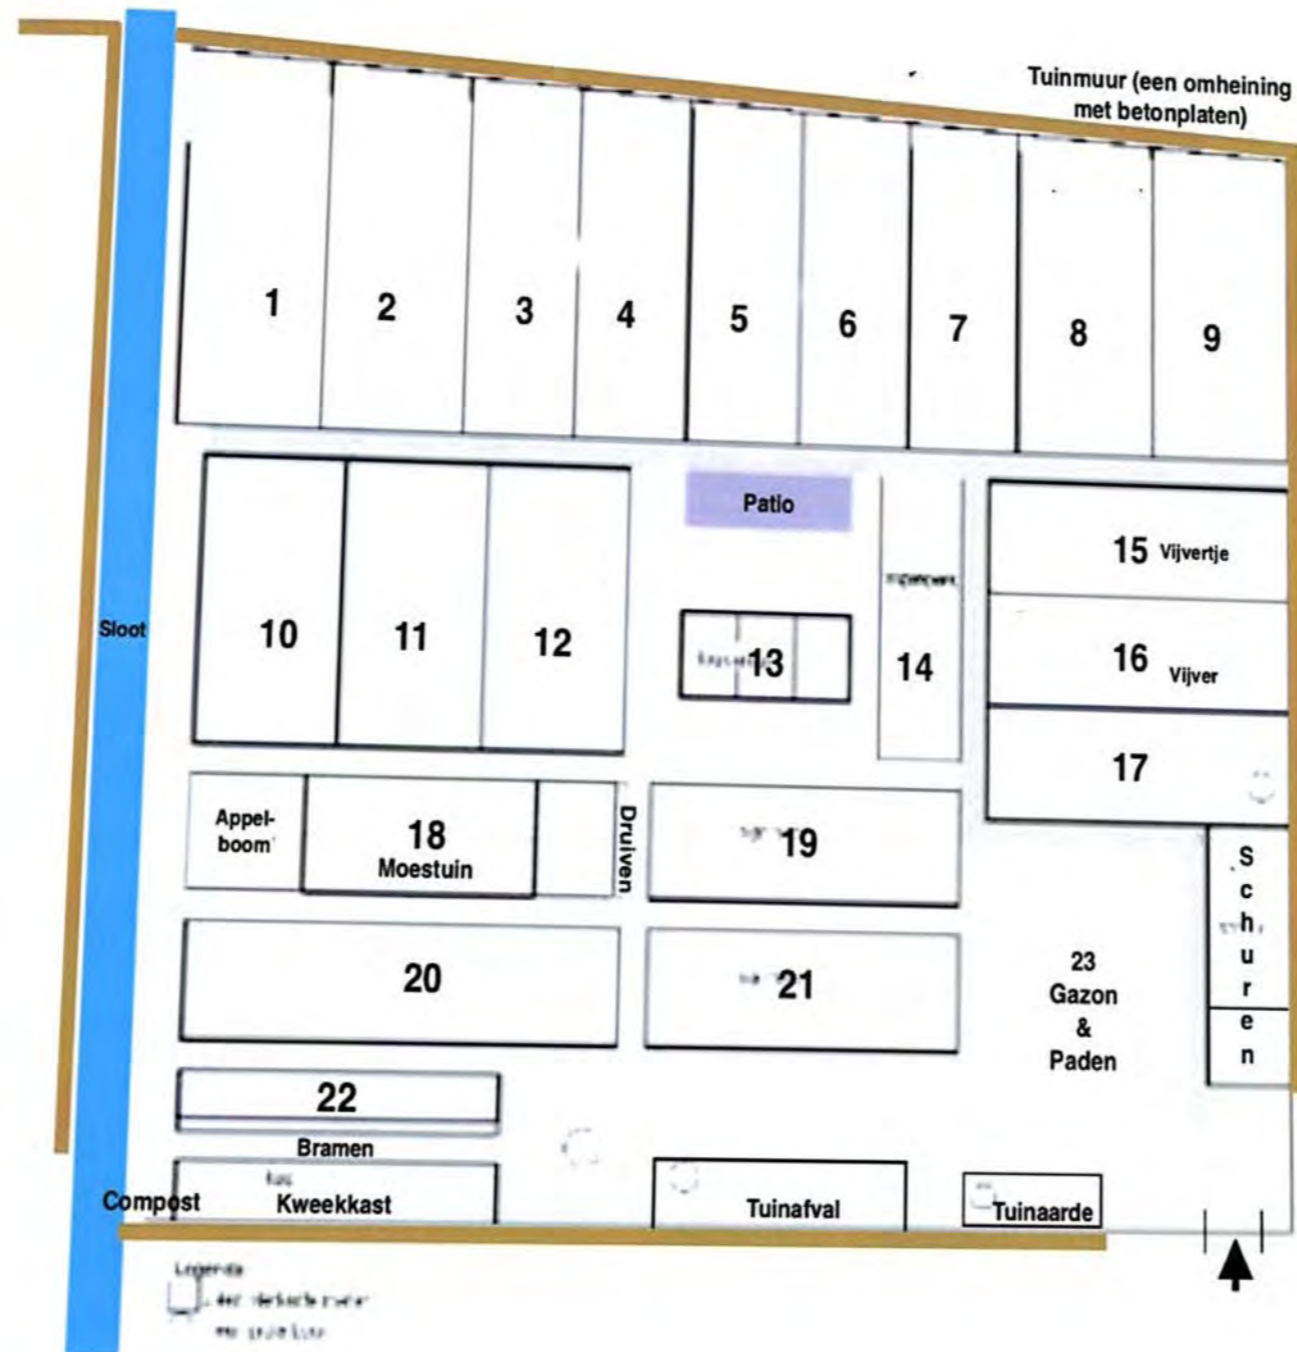 Tuinmuur (een omheining
met betonplaten)
1
2
3
4
5
6
7
8
9
Patio
15 Vijvertje
Sloot
10
11
12
13
14
16 Vijver
17
Appel-
boom
18
Moestuin
Druiven
19
Schuren
20
21
23
Gazon
&
Paden
22
Bramen
Compost
Kweekkast
Tuinafval
Tuinaarde
Legenda